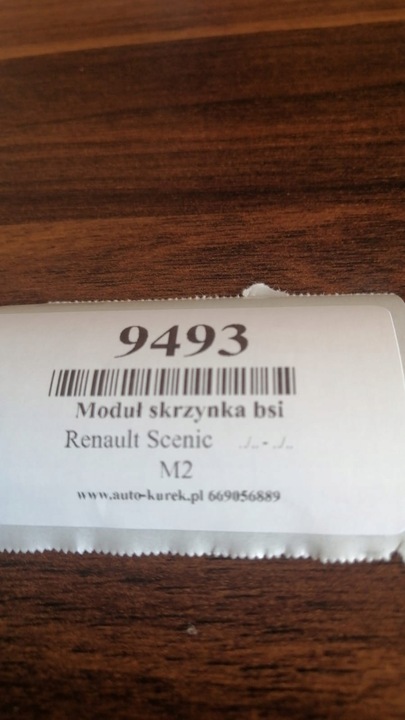 9493
Moduł skrzynka bsi
Renault Scenic ../..-../..
M2
www.auto-kurek.pl 669056889